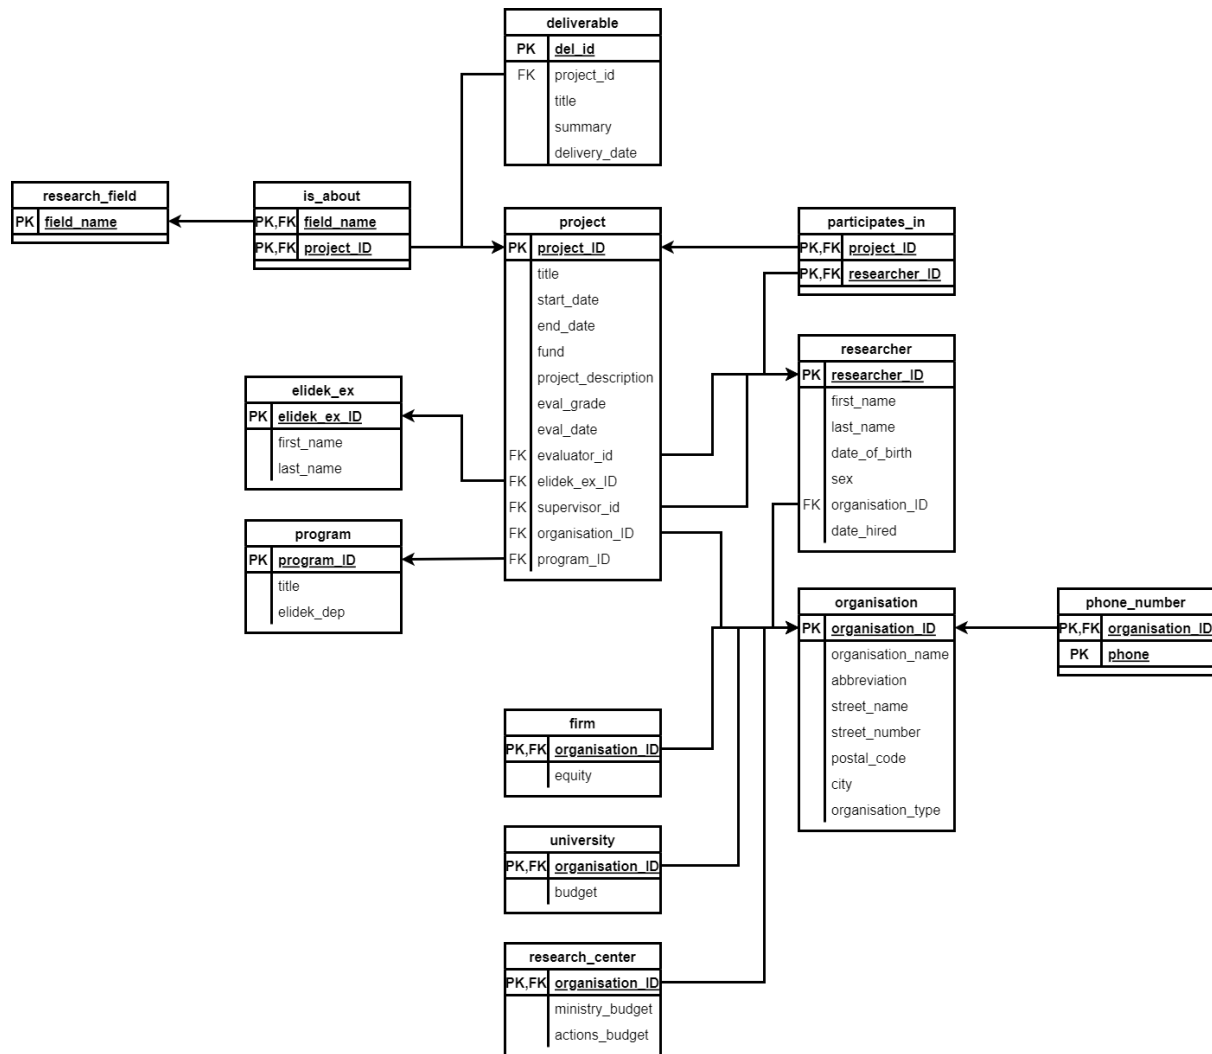 deliverable
PK del_id
FK project_id
title
summary
delivery_date
research_field
PK field_name
is_about
PK,FK field_name
PK,FK project_ID
project
PK project_ID
title
start_date
end_date
fund
project_description
eval_grade
eval_date
FK evaluator_id
FK elidek_ex_ID
FK supervisor_id
FK organisation_ID
FK program_ID
participates_in
PK,FK project_ID
PK,FK researcher_ID
researcher
PK researcher_ID
first_name
last_name
date_of_birth
sex
FK organisation_ID
date_hired
elidek_ex
PK elidek_ex_ID
first_name
last_name
program
PK program_ID
title
elidek_dep
organisation
PK organisation_ID
organisation_name
abbreviation
street_name
street_number
postal_code
city
organisation_type
phone_number
PK,FK organisation_ID
PK phone
firm
PK,FK organisation_ID
equity
university
PK,FK organisation_ID
budget
research_center
PK,FK organisation_ID
ministry_budget
actions_budget